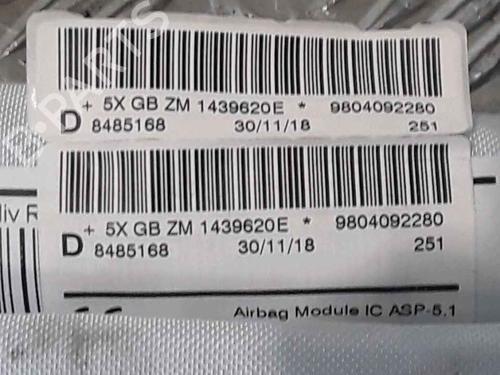 + 5X GB ZM 1439620E * 9804092280
D 8485168 30/11/18 251
+ 5X GB ZM 1439620E * 9804092280
D 8485168 30/11/18 251
liv R
Airbag Module IC ASP-5.1